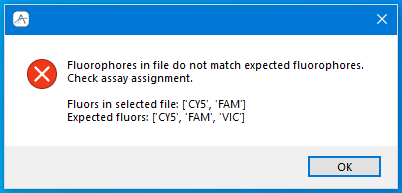 Fluorophores in file do not match expected fluorophores.
Check assay assignment.
Fluors in selected file: ['CY5', 'FAM']
Expected fluors: ['CY5', 'FAM', 'VIC']
OK